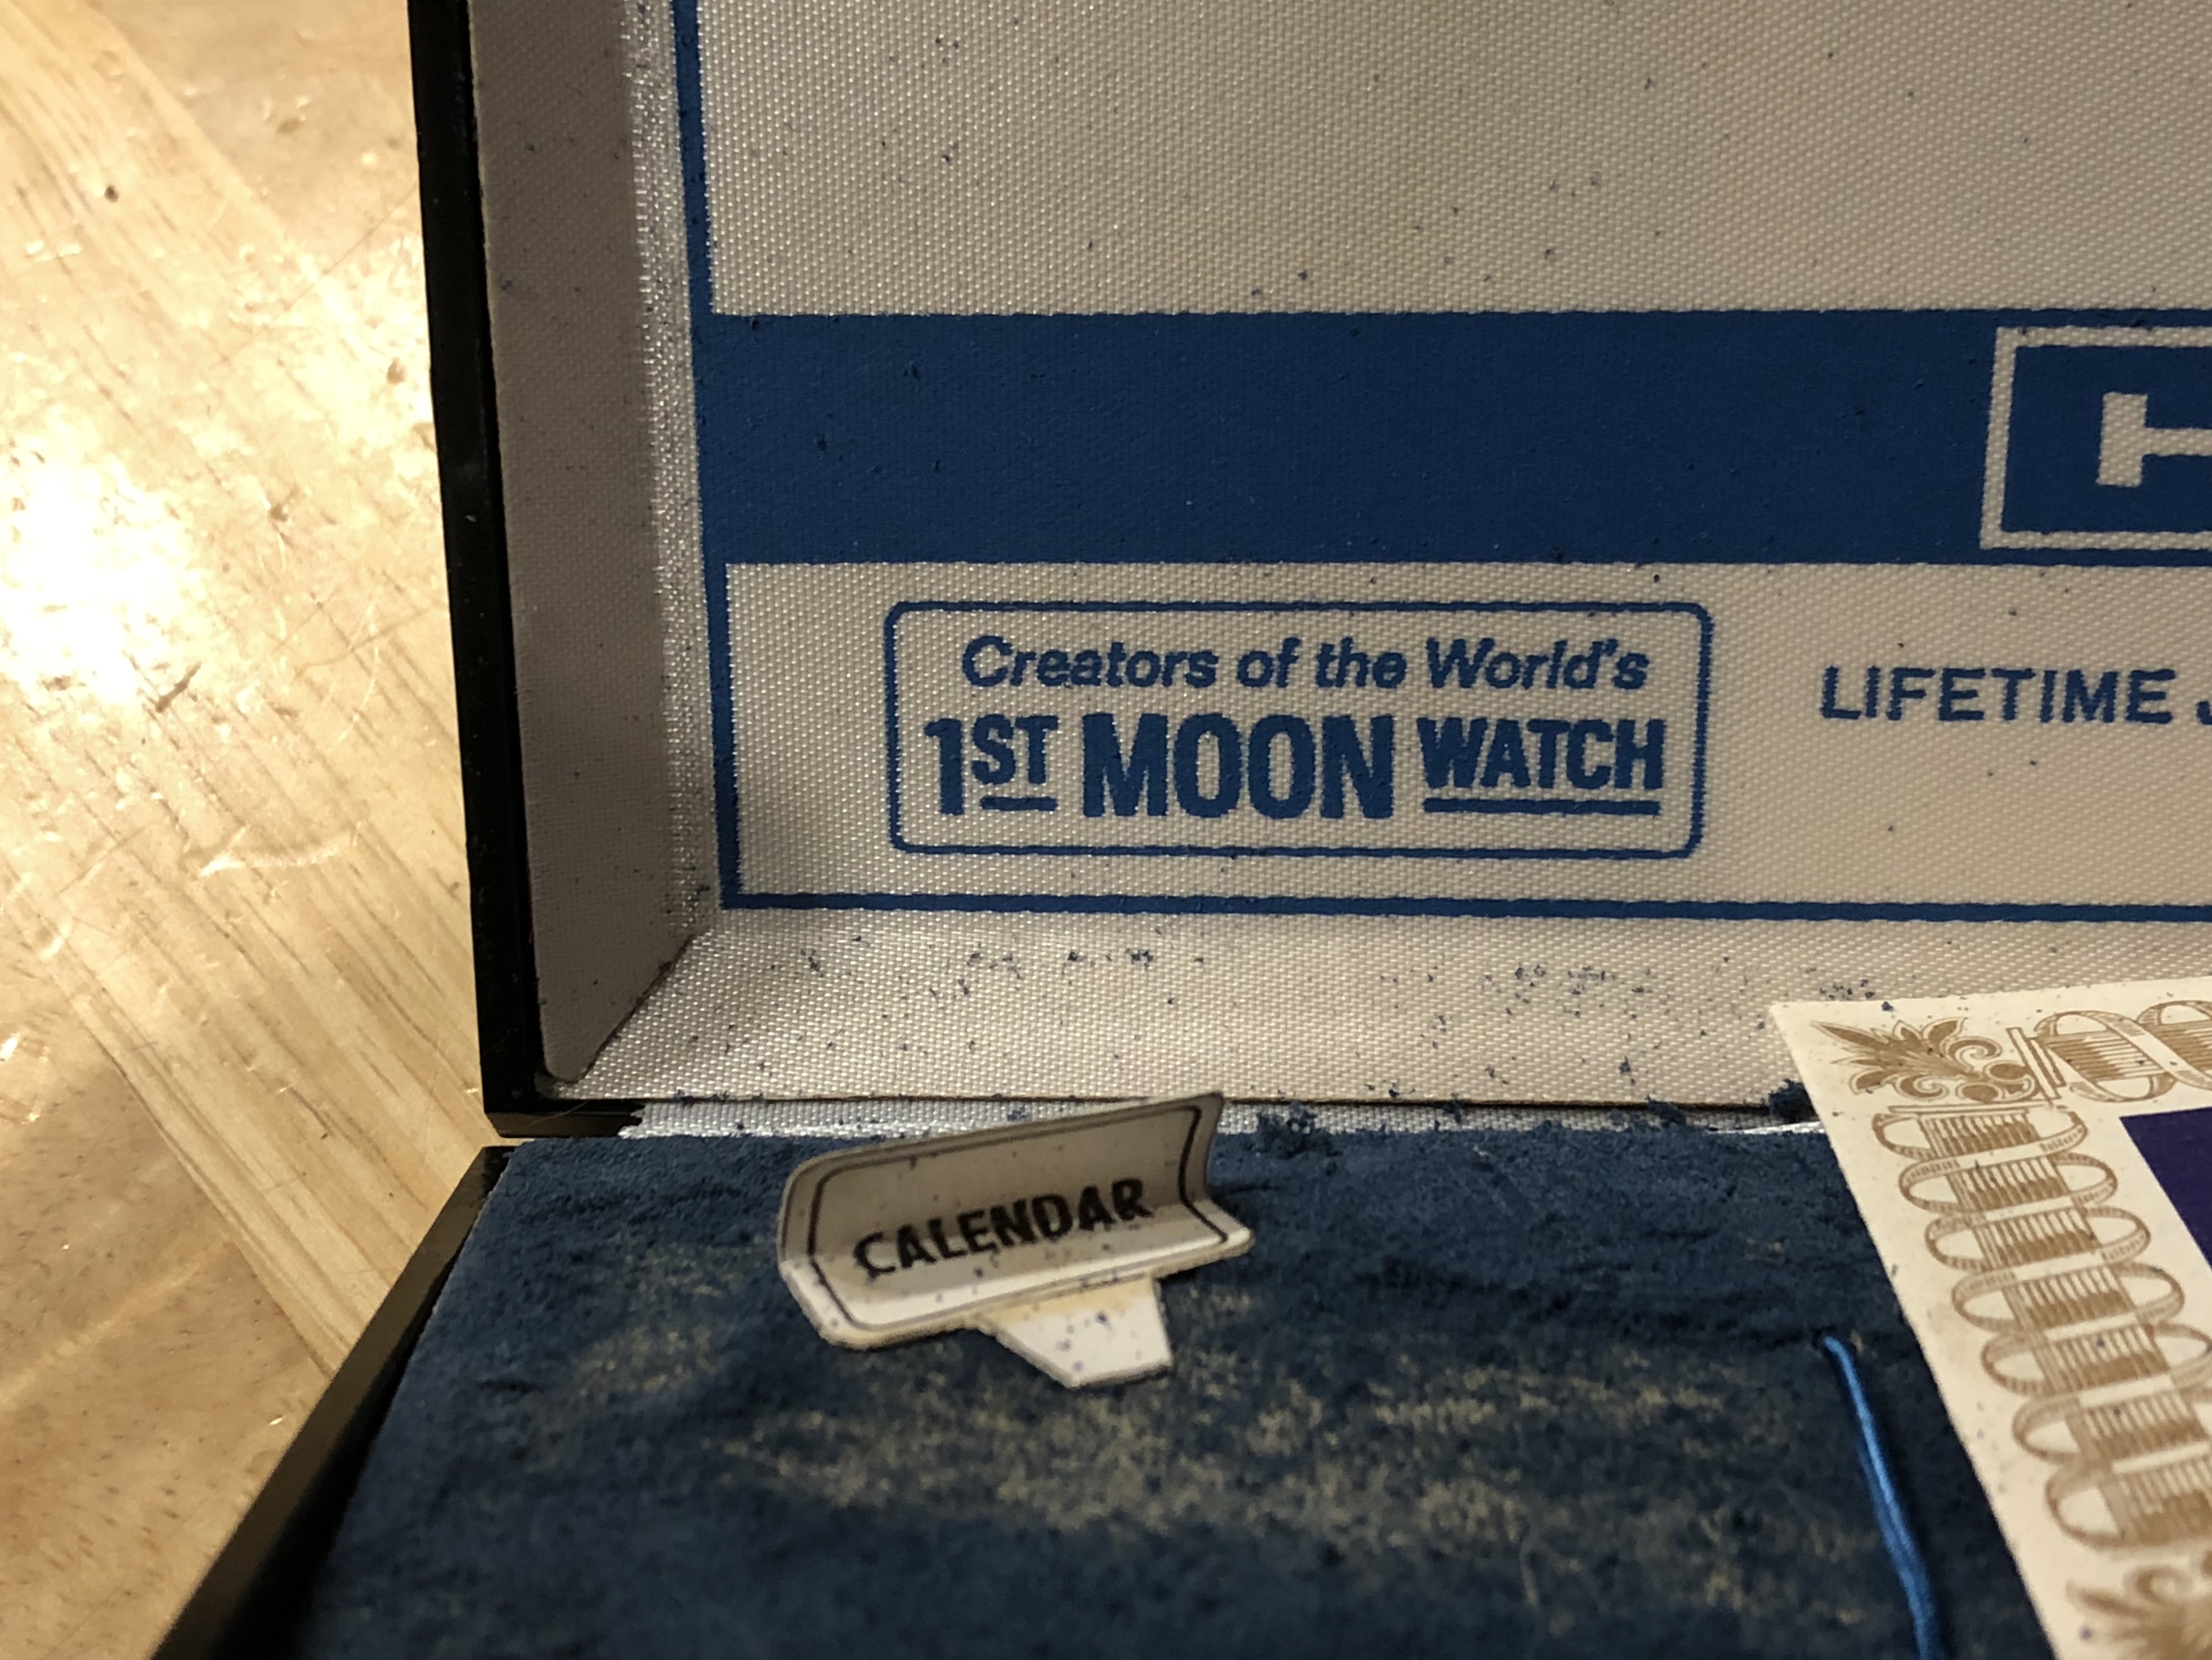 Creators of the World's
1ST MOON WATCH
LIFETIME
CALENDAR